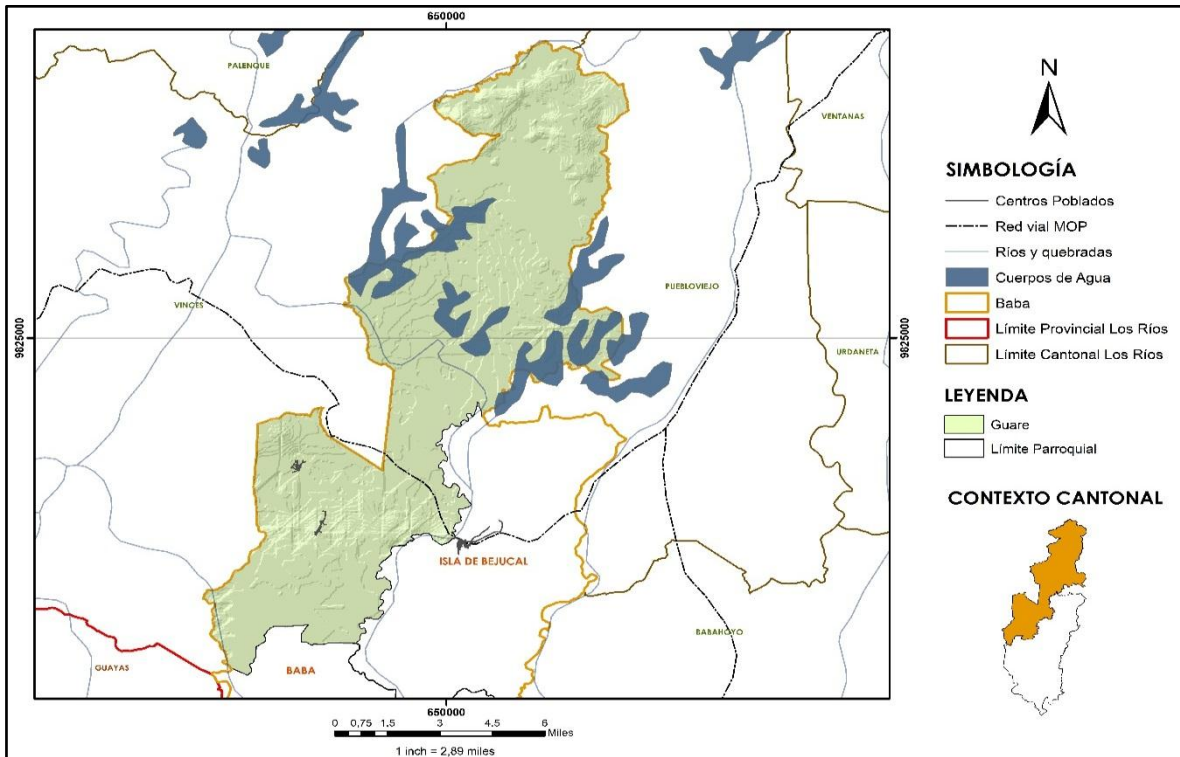 650000
PALENQUE
VENTANAS
VINCES
PUEBLOVIEJO
9825000
9825000
URDANETA
ISLA DE BEJUCAL
BABAHOYO
GUAYAS
BABA
650000
0 0,75 1.5 3 4.5 6
Miles
1 inch = 2,89 miles
N
SIMBOLOGÍA
Centros Poblados
Red vial MOP
Ríos y quebradas
Cuerpos de Agua
Baba
Límite Provincial Los Ríos
Límite Cantonal Los Ríos
LEYENDA
Guare
Límite Parroquial
CONTEXTO CANTONAL